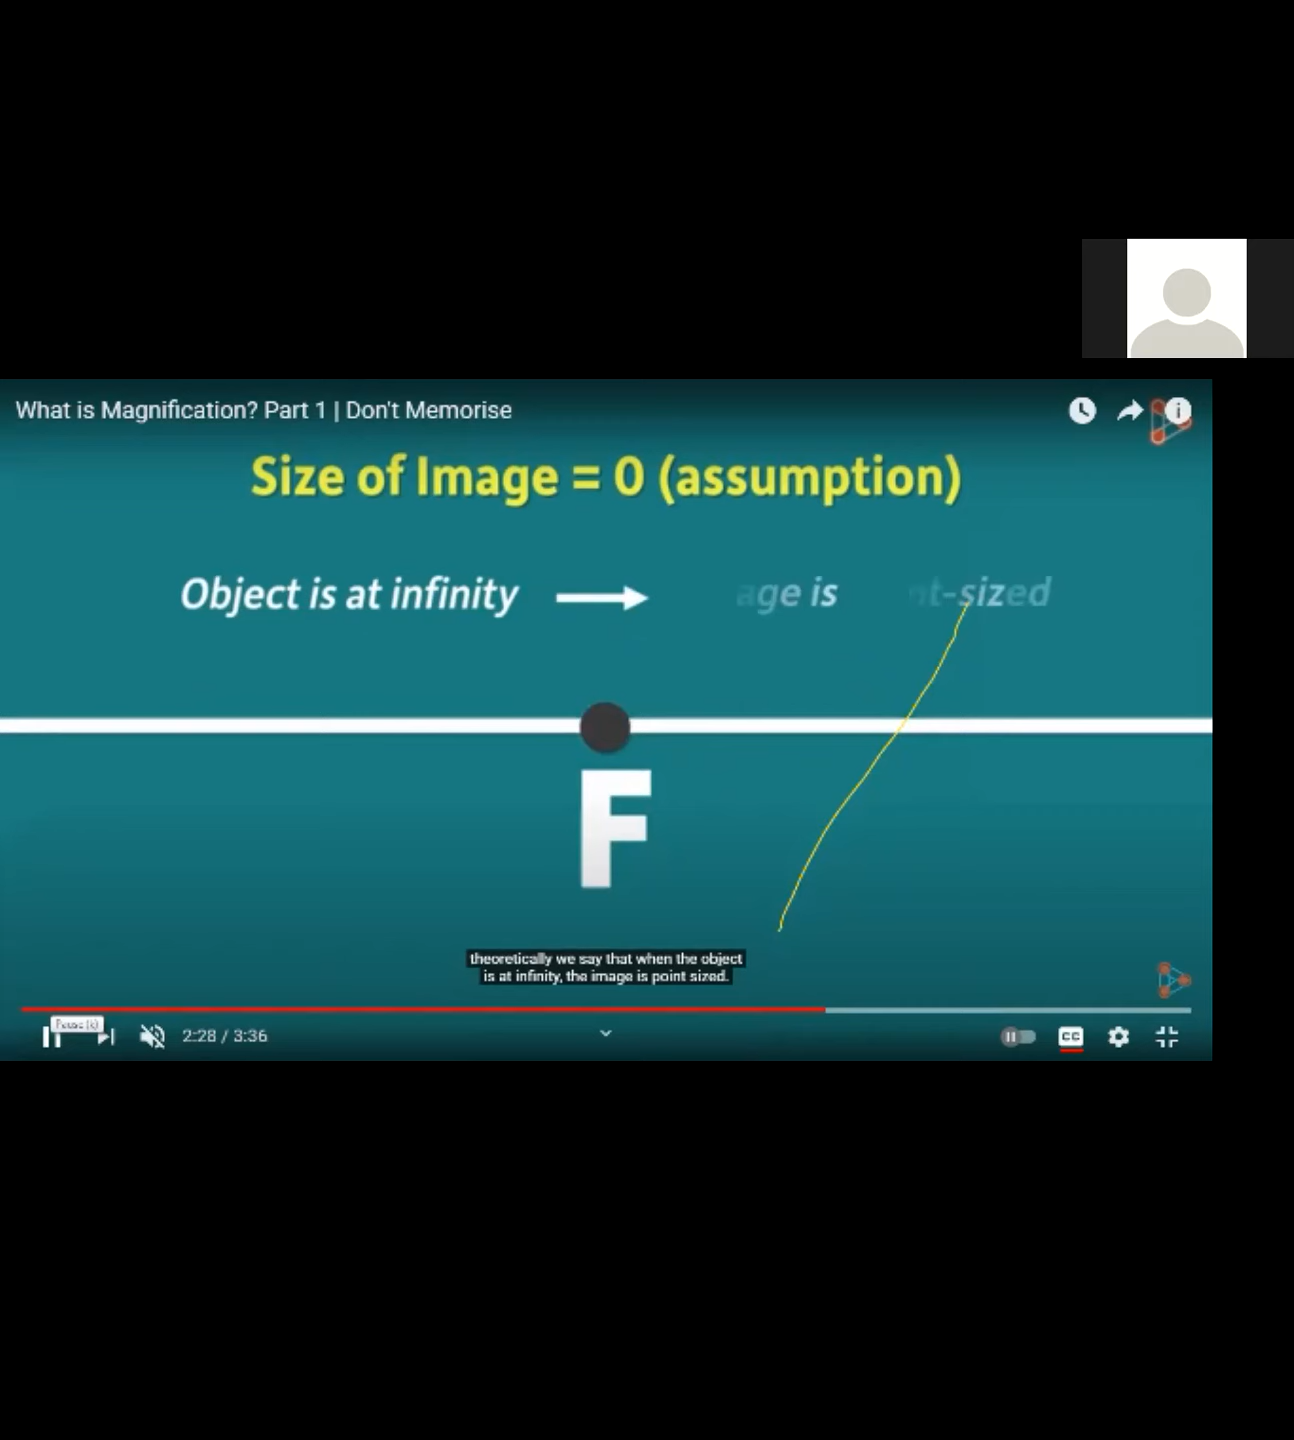 What is Magnification? Part 1 | Don't Memorise
Size of Image = 0 (assumption)
Object is at infinity
age is nt-sized
F
theoretically we say that when the object
is at infinity, the image is point sized.
Pause (k)
2:28 / 3:36
CC